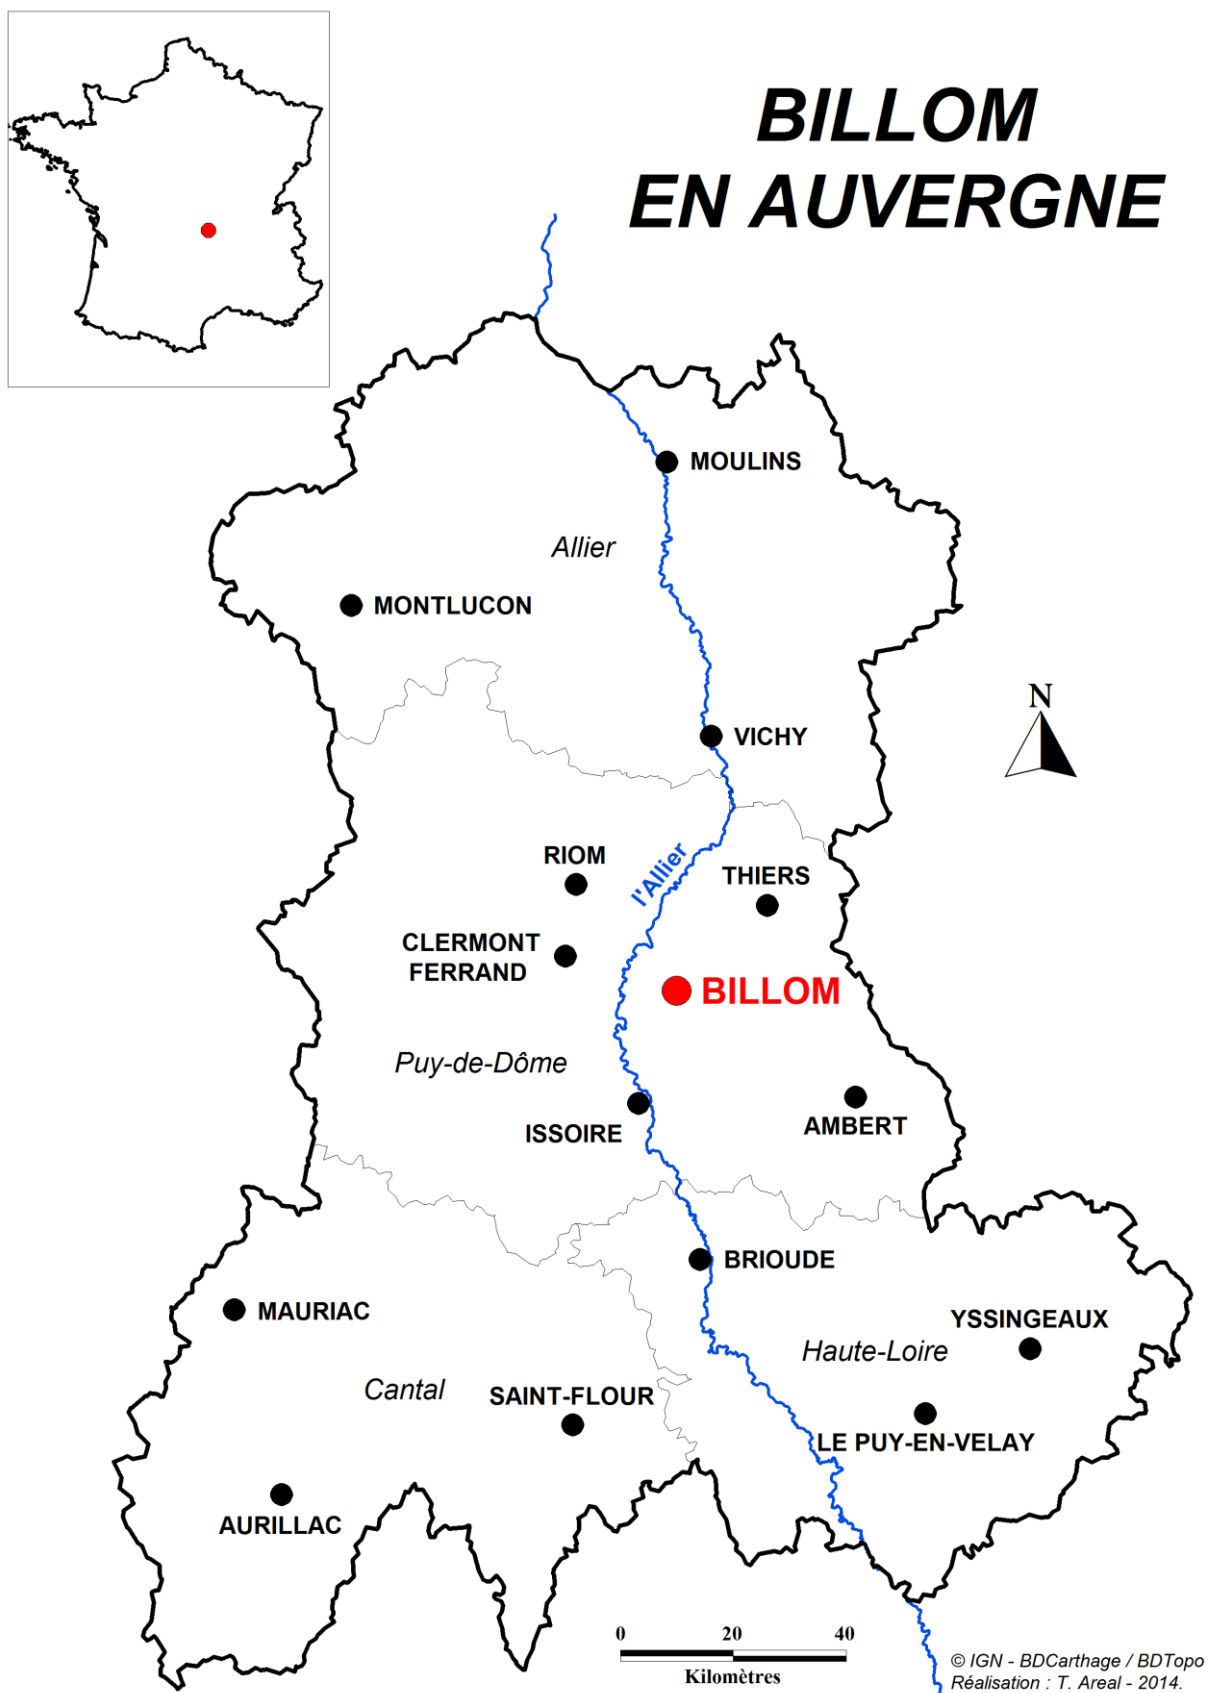 BILLOM
EN AUVERGNE
MOULINS
Allier
MONTLUCON
N
VICHY
RIOM
l'Allier
THIERS
CLERMONT
FERRAND
BILLOM
Puy-de-Dôme
ISSOIRE
AMBERT
BRIOUDE
MAURIAC
YSSINGEAUX
Haute-Loire
Cantal
SAINT-FLOUR
LE PUY-EN-VELAY
AURILLAC
0 20 40
Kilomètres
© IGN - BDCarthage / BDTopo
Réalisation : T. Areal - 2014.